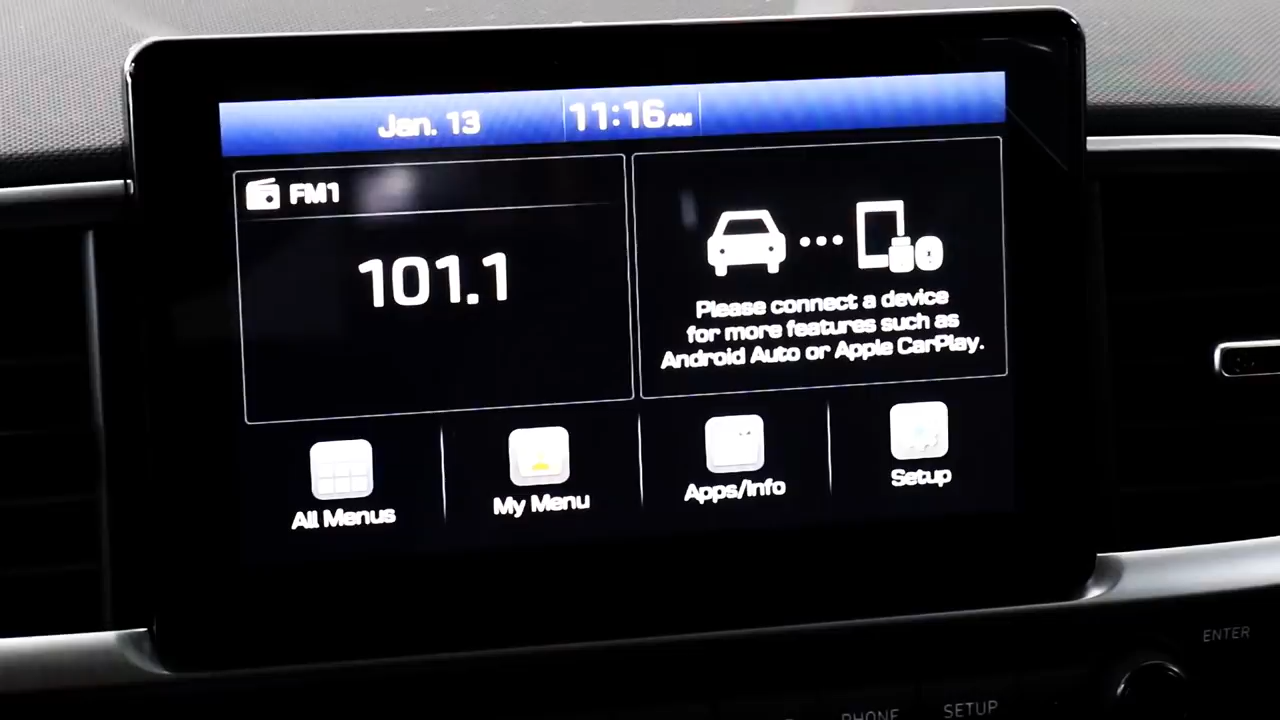 Jan. 13
11:16 AM
FM1
101.1
Please connect a device
for more features such as
Android Auto or Apple CarPlay.
All Menus
My Menu
Apps/Info
Setup
ENTER
PHONE
SETUP